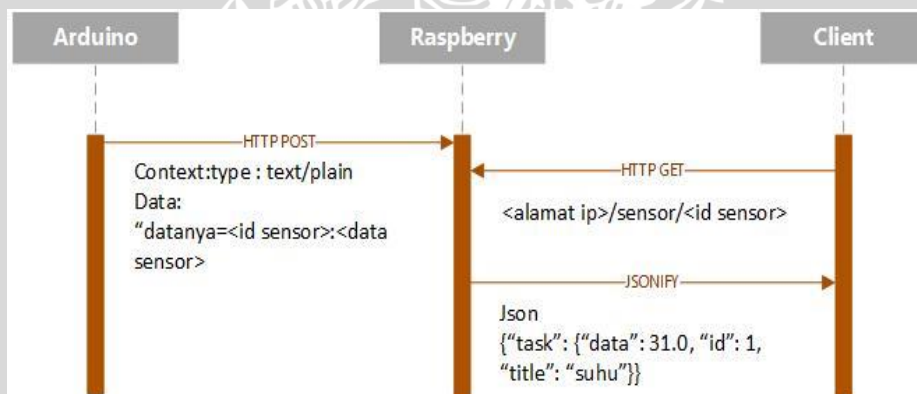 Arduino
Raspberry
Client
HTTP POST
Context:type : text/plain
Data:
“datanya=<id sensor>:<data
sensor>
HTTP GET
<alamat ip>/sensor/<id sensor>
JSONIFY
Json
{“task”: {“data”: 31.0, “id”: 1,
“title”: “suhu”}}